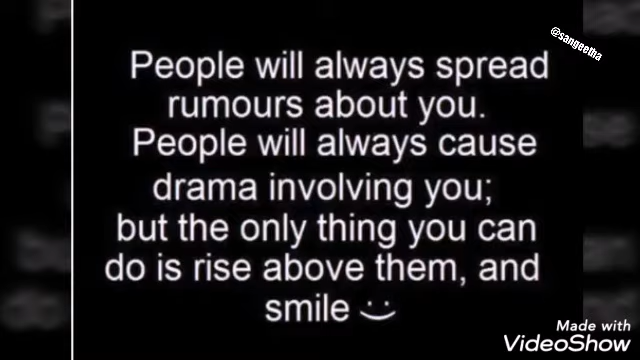 @sangeetha
People will always spread
rumours about you.
People will always cause
drama involving you;
but the only thing you can
do is rise above them, and
smile
Made with
VideoShow